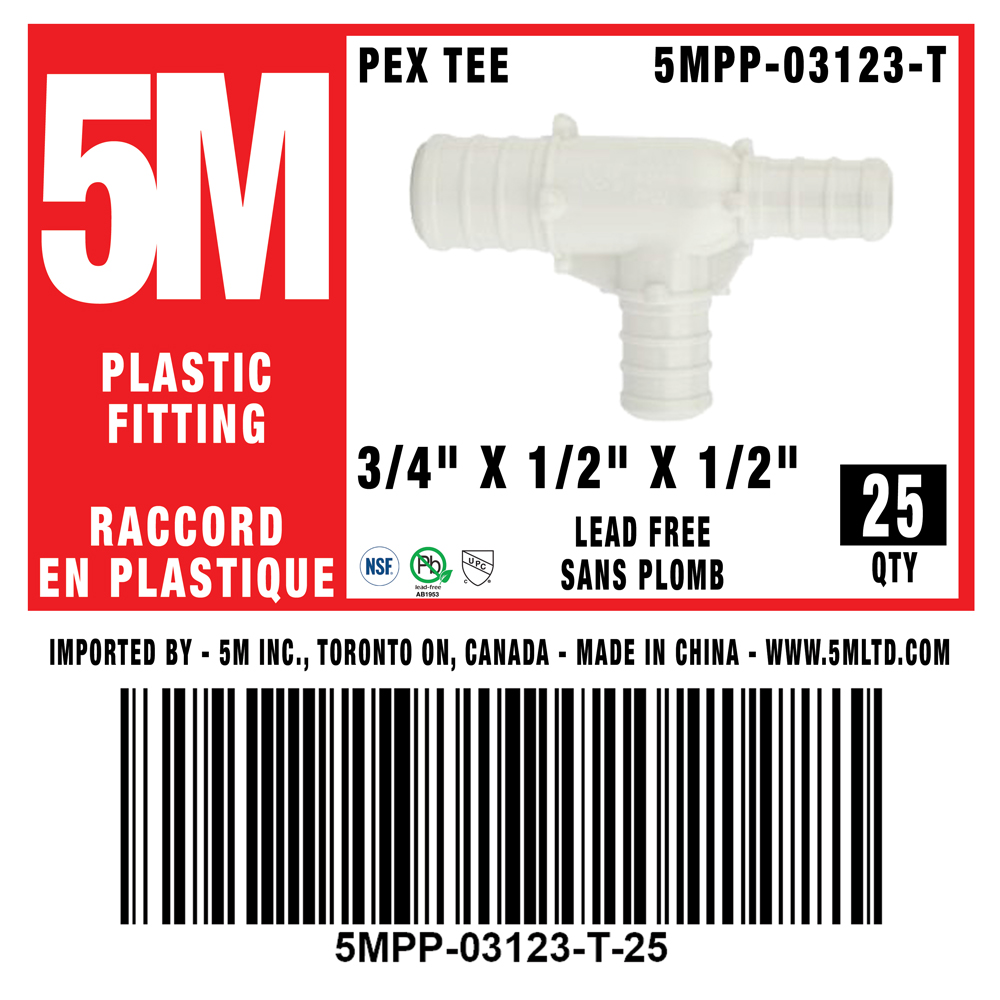 5M
PLASTIC
FITTING
RACCORD
EN PLASTIQUE
PEX TEE 5MPP-03123-T
3/4" X 1/2" X 1/2"
LEAD FREE
SANS PLOMB
25
QTY
NSF.
Pb
lead-free
AB1953
UPC
C ®
IMPORTED BY - 5M INC., TORONTO ON, CANADA - MADE IN CHINA - WWW.5MLTD.COM
5MPP-03123-T-25